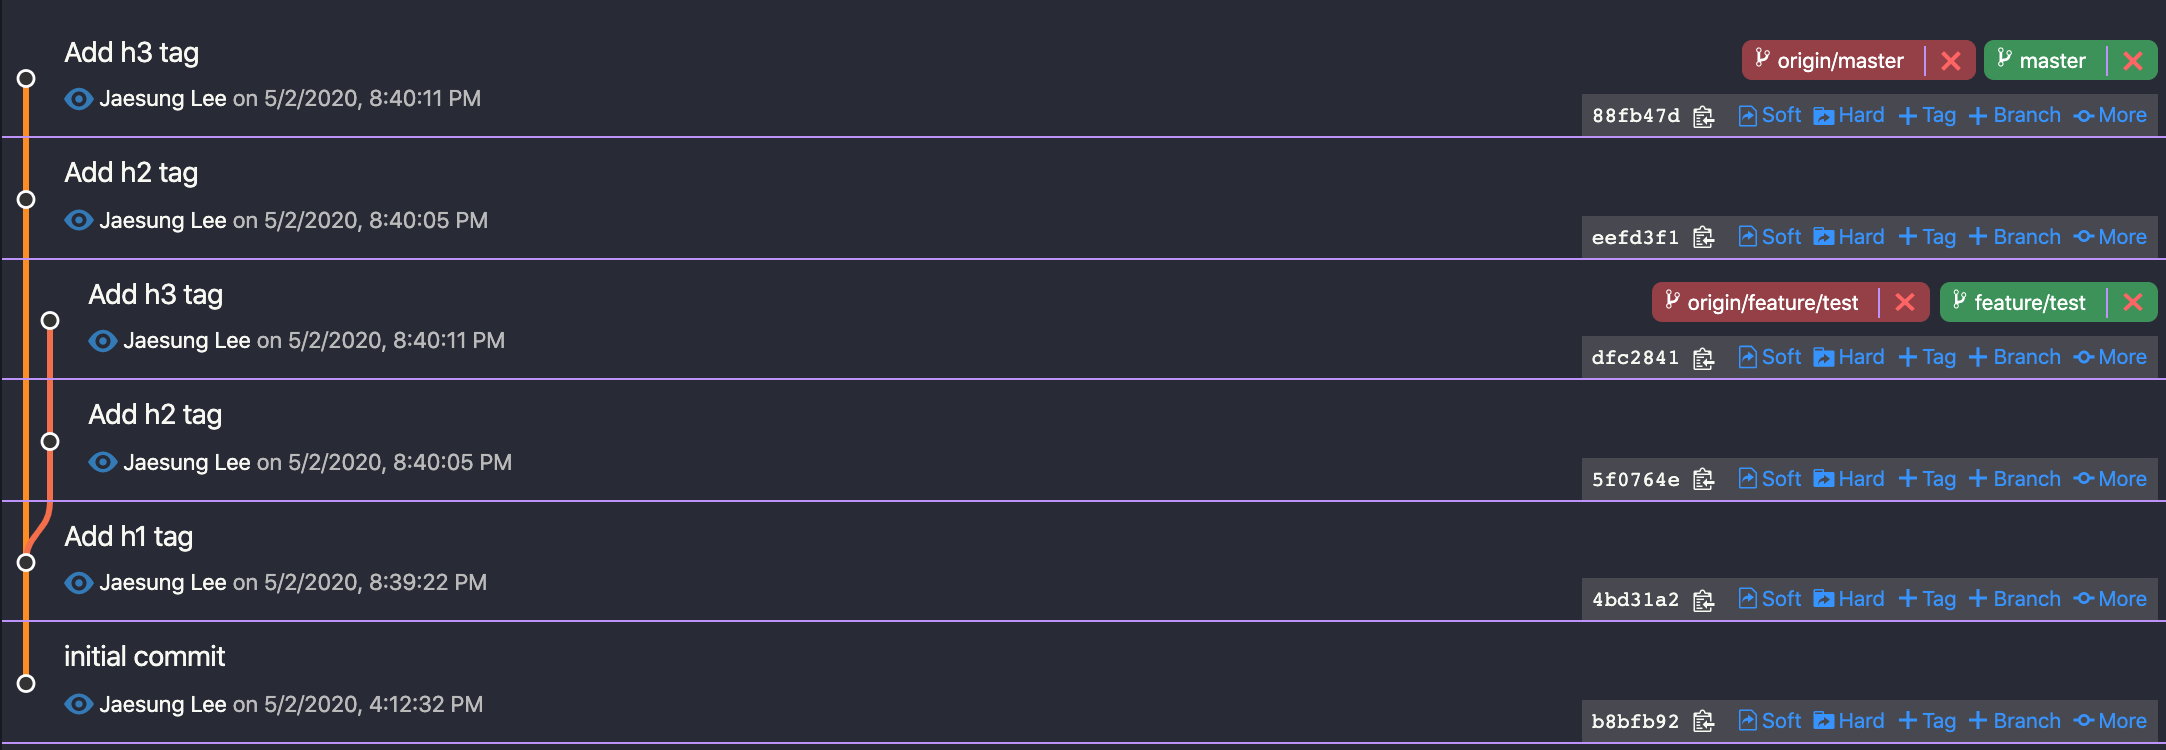 Add h3 tag
origin/master
master
Jaesung Lee on 5/2/2020, 8:40:11 PM
88fb47d Soft Hard Tag Branch More
Add h2 tag
Jaesung Lee on 5/2/2020, 8:40:05 PM
eefd3f1 Soft Hard Tag Branch More
Add h3 tag
origin/feature/test
feature/test
Jaesung Lee on 5/2/2020, 8:40:11 PM
dfc2841 Soft Hard Tag Branch More
Add h2 tag
Jaesung Lee on 5/2/2020, 8:40:05 PM
5f0764e Soft Hard Tag Branch More
Add h1 tag
Jaesung Lee on 5/2/2020, 8:39:22 PM
4bd31a2 Soft Hard Tag Branch More
initial commit
Jaesung Lee on 5/2/2020, 4:12:32 PM
b8bfb92 Soft Hard Tag Branch More